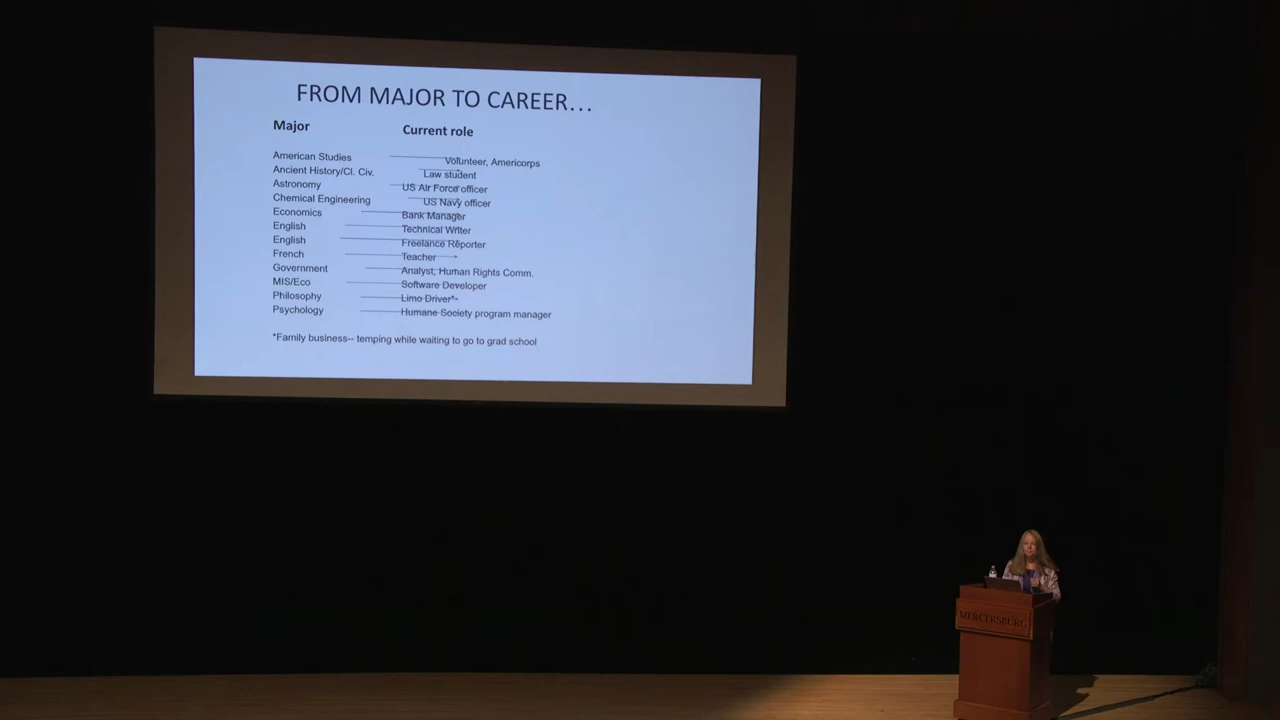 FROM MAJOR TO CAREER…
Major Current role
American Studies Volunteer, Americorps
Ancient History/Cl. Civ. Law student
Astronomy US Air Force officer
Chemical Engineering US Navy officer
Economics Bank Manager
English Technical Writer
English Freelance Reporter
French Teacher
Government Analyst, Human Rights Comm.
MIS/Eco Software Developer
Philosophy Limo Driver*
Psychology Humane Society program manager
*Family business-- temping while waiting to go to grad school
MERCERSBURG